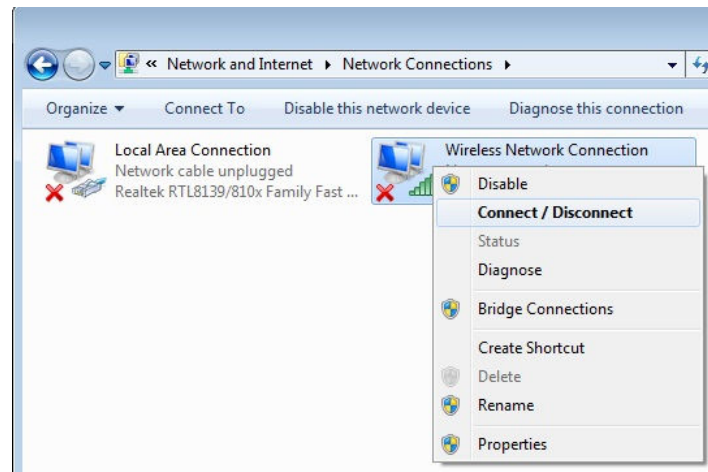 « Network and Internet ▸ Network Connections ▸
Organize ▾ Connect To Disable this network device Diagnose this connection
Local Area Connection
Network cable unplugged
Realtek RTL8139/810x Family Fast ...
Wireless Network Connection
Disable
Connect / Disconnect
Status
Diagnose
Bridge Connections
Create Shortcut
Delete
Rename
Properties